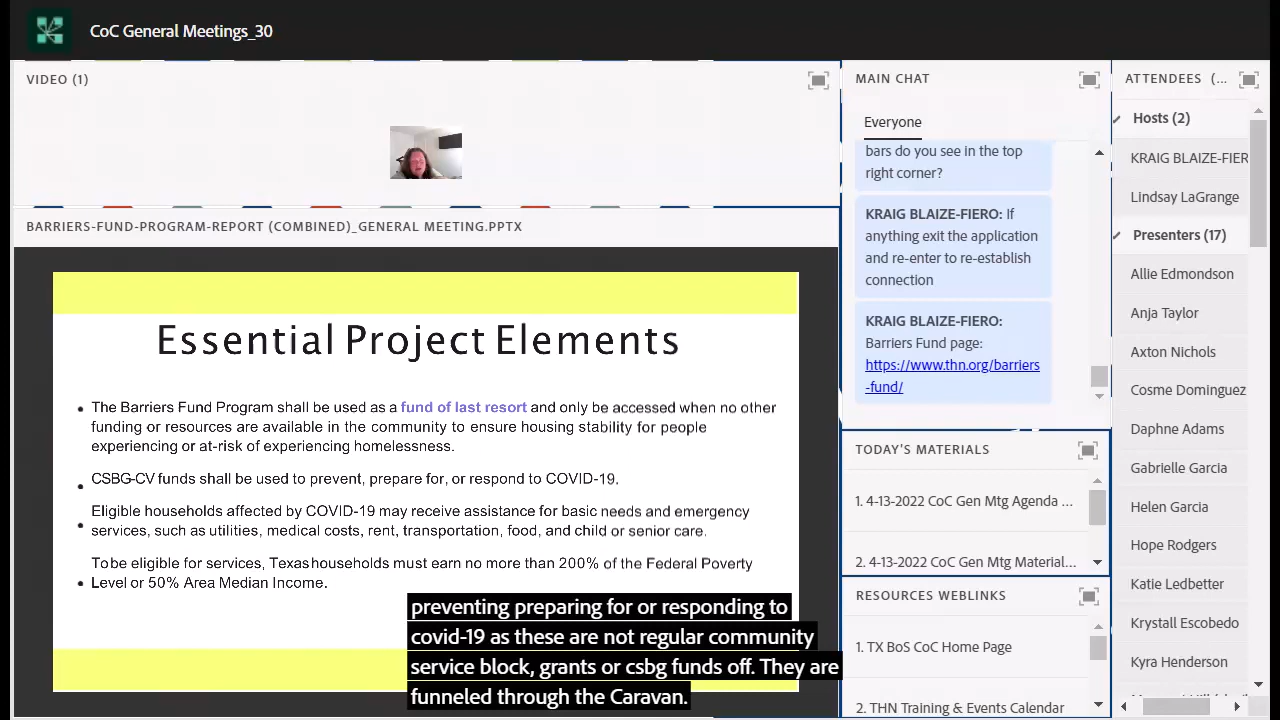 CoC General Meetings_30
VIDEO (1)
BARRIERS-FUND-PROGRAM-REPORT (COMBINED)_GENERAL MEETING.PPTX
Essential Project Elements
• The Barriers Fund Program shall be used as a fund of last resort and only be accessed when no other
funding or resources are available in the community to ensure housing stability for people
experiencing or at-risk of experiencing homelessness.
• CSBG-CV funds shall be used to prevent, prepare for, or respond to COVID-19.
• Eligible households affected by COVID-19 may receive assistance for basic needs and emergency
services, such as utilities, medical costs, rent, transportation, food, and child or senior care.
To be eligible for services, Texas households must earn no more than 200% of the Federal Poverty
• Level or 50% Area Median Income.
preventing preparing for or responding to
covid-19 as these are not regular community
service block, grants or csbg funds off. They are
funneled through the Caravan.
MAIN CHAT
Everyone
bars do you see in the top
right corner?
KRAIG BLAIZE-FIERO: If
anything exit the application
and re-enter to re-establish
connection
KRAIG BLAIZE-FIERO:
Barriers Fund page:
https://www.thn.org/barriers
-fund/
TODAY'S MATERIALS
1. 4-13-2022 CoC Gen Mtg Agenda ...
2. 4-13-2022 CoC Gen Mtg Material...
RESOURCES WEBLINKS
1. TX BoS CoC Home Page
2. THN Training & Events Calendar
ATTENDEES (...
Hosts (2)
KRAIG BLAIZE-FIER
Lindsay LaGrange
Presenters (17)
Allie Edmondson
Anja Taylor
Axton Nichols
Cosme Dominguez
Daphne Adams
Gabrielle Garcia
Helen Garcia
Hope Rodgers
Katie Ledbetter
Krystall Escobedo
Kyra Henderson